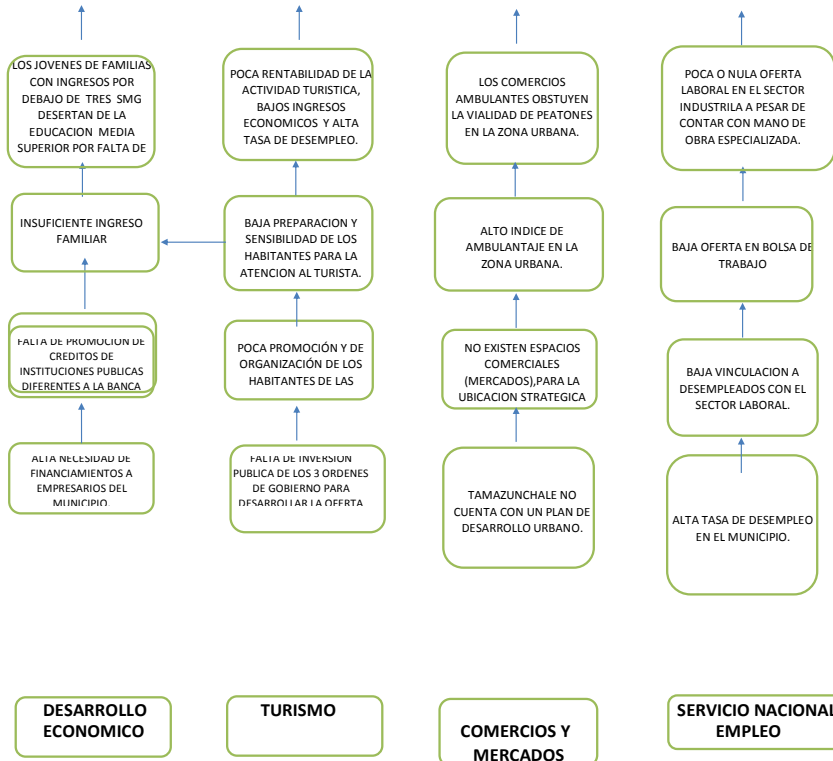 LOS JOVENES DE FAMILIAS
CON INGRESOS POR
DEBAJO DE TRES SMG
DESERTAN DE LA
EDUCACION MEDIA
SUPERIOR POR FALTA DE
INSUFICIENTE INGRESO
FAMILIAR
FALTA DE PROMOCION DE
CREDITOS DE
INSTITUCIONES PUBLICAS
DIFERENTES A LA BANCA
ALTA NECESIDAD DE
FINANCIAMIENTOS A
EMPRESARIOS DEL
MUNICIPIO.
DESARROLLO
ECONOMICO
POCA RENTABILIDAD DE LA
ACTIVIDAD TURISTICA,
BAJOS INGRESOS
ECONOMICOS Y ALTA
TASA DE DESEMPLEO.
BAJA PREPARACION Y
SENSIBILIDAD DE LOS
HABITANTES PARA LA
ATENCION AL TURISTA.
POCA PROMOCIÓN Y DE
ORGANIZACIÓN DE LOS
HABITANTES DE LAS
FALTA DE INVERSION
PUBLICA DE LOS 3 ORDENES
DE GOBIERNO PARA
DESARROLLAR LA OFERTA
TURISMO
LOS COMERCIOS
AMBULANTES OBSTUYEN
LA VIALIDAD DE PEATONES
EN LA ZONA URBANA.
ALTO INDICE DE
AMBULANTAJE EN LA
ZONA URBANA.
NO EXISTEN ESPACIOS
COMERCIALES
(MERCADOS),PARA LA
UBICACION STRATEGICA
TAMAZUNCHALE NO
CUENTA CON UN PLAN DE
DESARROLLO URBANO.
COMERCIOS Y
MERCADOS
POCA O NULA OFERTA
LABORAL EN EL SECTOR
INDUSTRILA A PESAR DE
CONTAR CON MANO DE
OBRA ESPECIALIZADA.
BAJA OFERTA EN BOLSA DE
TRABAJO
BAJA VINCULACION A
DESEMPLEADOS CON EL
SECTOR LABORAL.
ALTA TASA DE DESEMPLEO
EN EL MUNICIPIO.
SERVICIO NACIONAL
EMPLEO